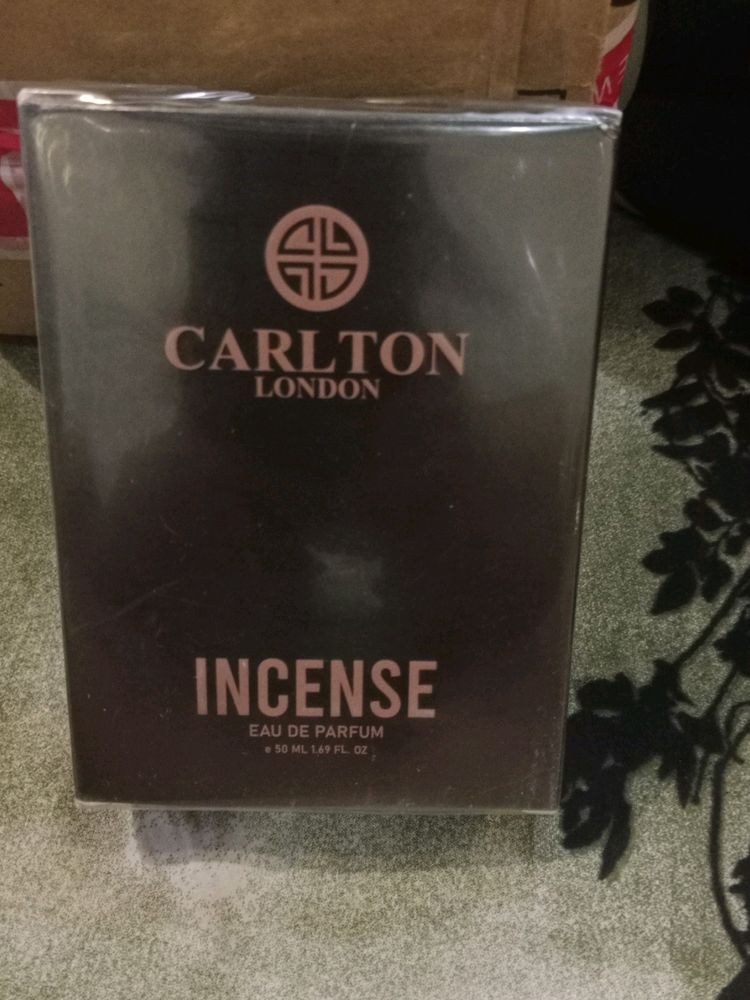 CARLTON
LONDON
INCENSE
EAU DE PARFUM
e 50 ML 1.69 FL. OZ